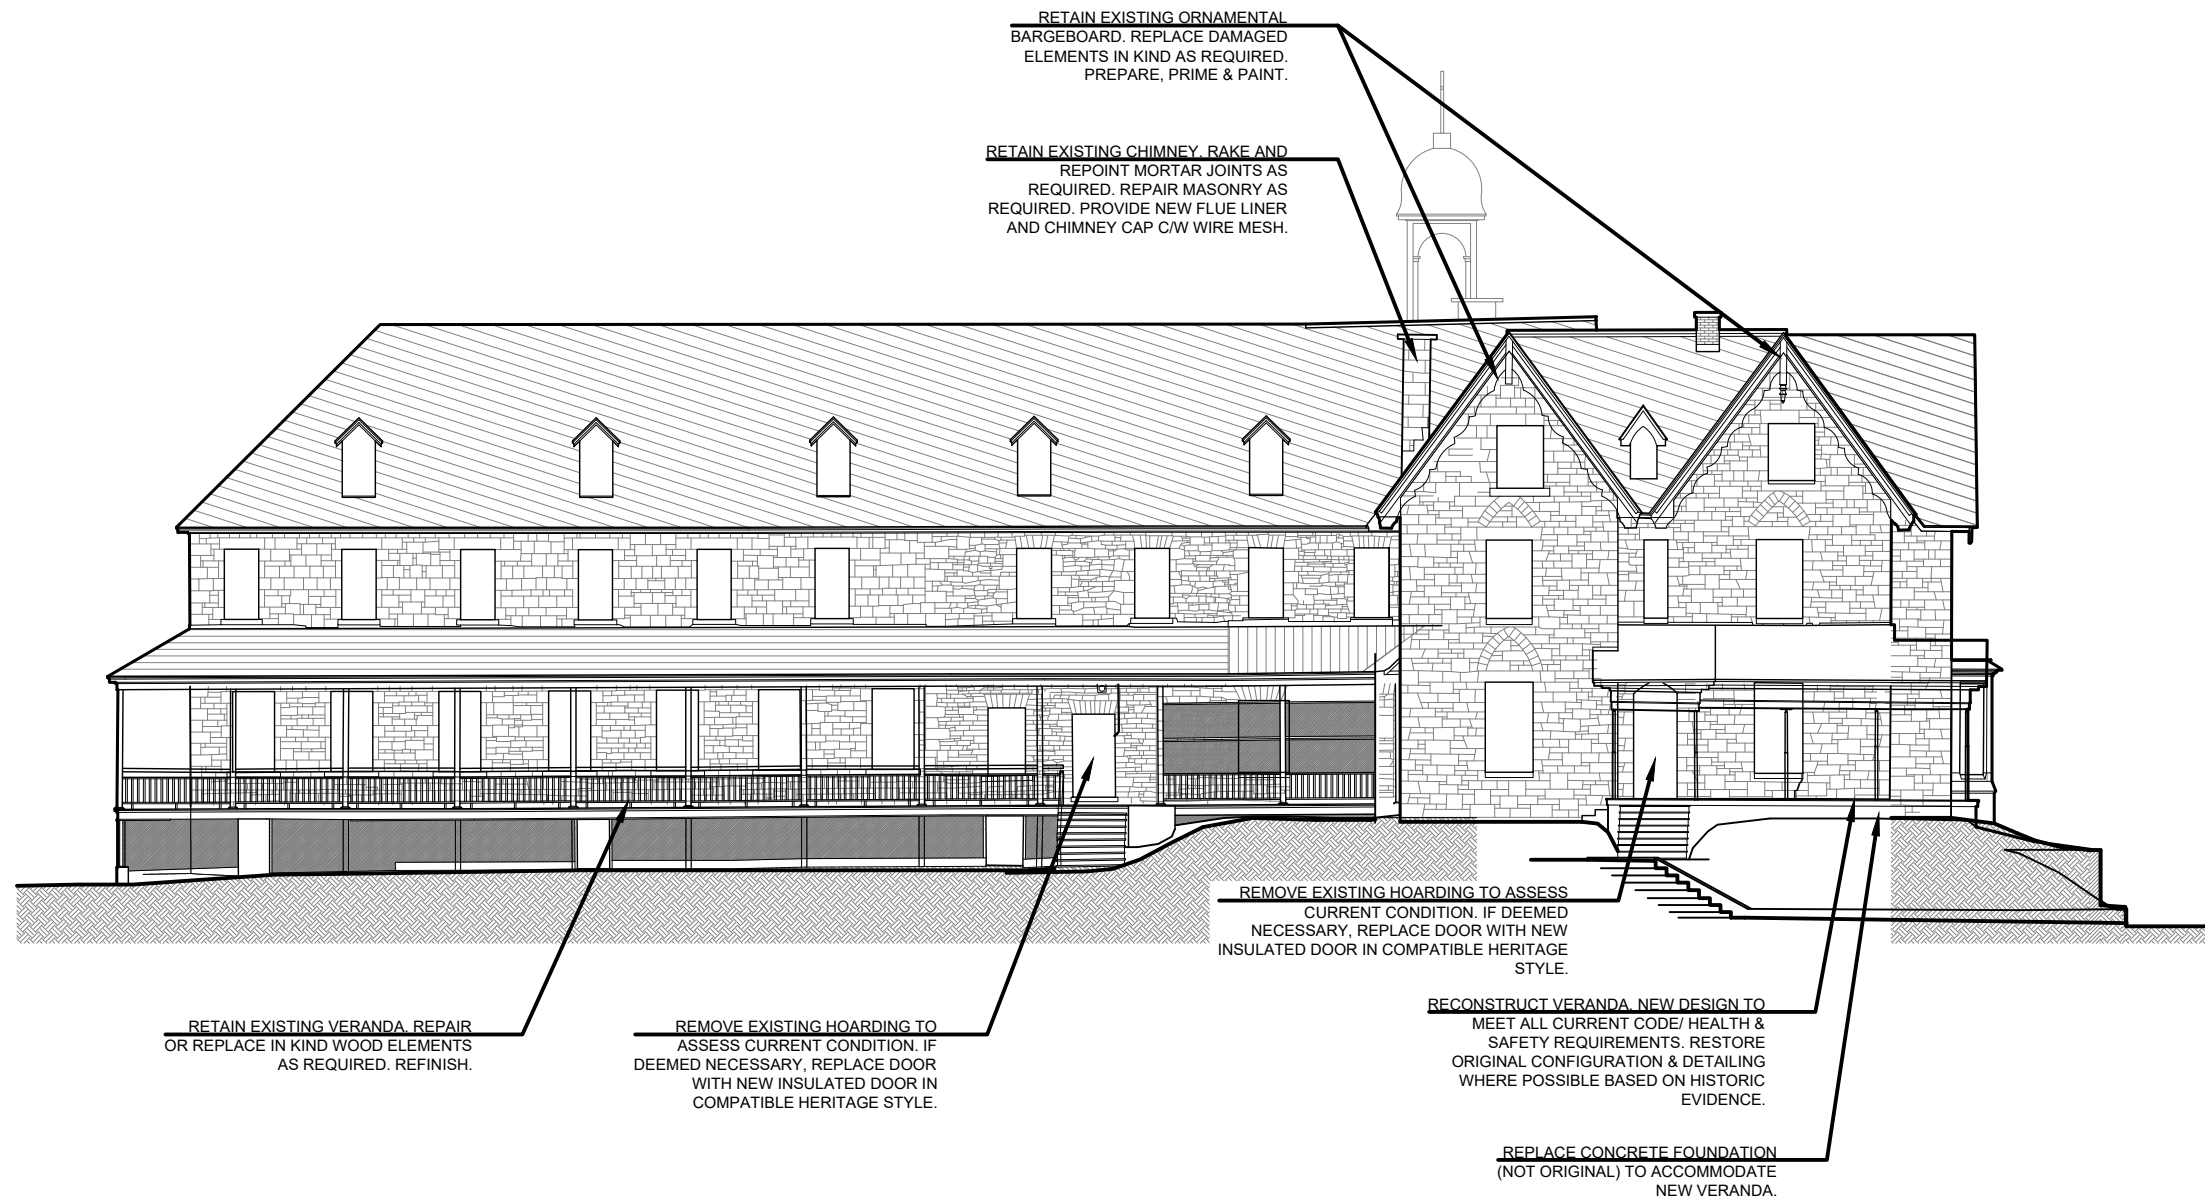 RETAIN EXISTING ORNAMENTAL
BARGEBOARD. REPLACE DAMAGED
ELEMENTS IN KIND AS REQUIRED.
PREPARE, PRIME & PAINT.
RETAIN EXISTING CHIMNEY. RAKE AND
REPOINT MORTAR JOINTS AS
REQUIRED. REPAIR MASONRY AS
REQUIRED. PROVIDE NEW FLUE LINER
AND CHIMNEY CAP C/W WIRE MESH.
REMOVE EXISTING HOARDING TO ASSESS
CURRENT CONDITION. IF DEEMED
NECESSARY, REPLACE DOOR WITH NEW
INSULATED DOOR IN COMPATIBLE HERITAGE
STYLE.
RETAIN EXISTING VERANDA. REPAIR
OR REPLACE IN KIND WOOD ELEMENTS
AS REQUIRED. REFINISH.
REMOVE EXISTING HOARDING TO
ASSESS CURRENT CONDITION. IF
DEEMED NECESSARY, REPLACE DOOR
WITH NEW INSULATED DOOR IN
COMPATIBLE HERITAGE STYLE.
RECONSTRUCT VERANDA. NEW DESIGN TO
MEET ALL CURRENT CODE/ HEALTH &
SAFETY REQUIREMENTS. RESTORE
ORIGINAL CONFIGURATION & DETAILING
WHERE POSSIBLE BASED ON HISTORIC
EVIDENCE.
REPLACE CONCRETE FOUNDATION
(NOT ORIGINAL) TO ACCOMMODATE
NEW VERANDA.